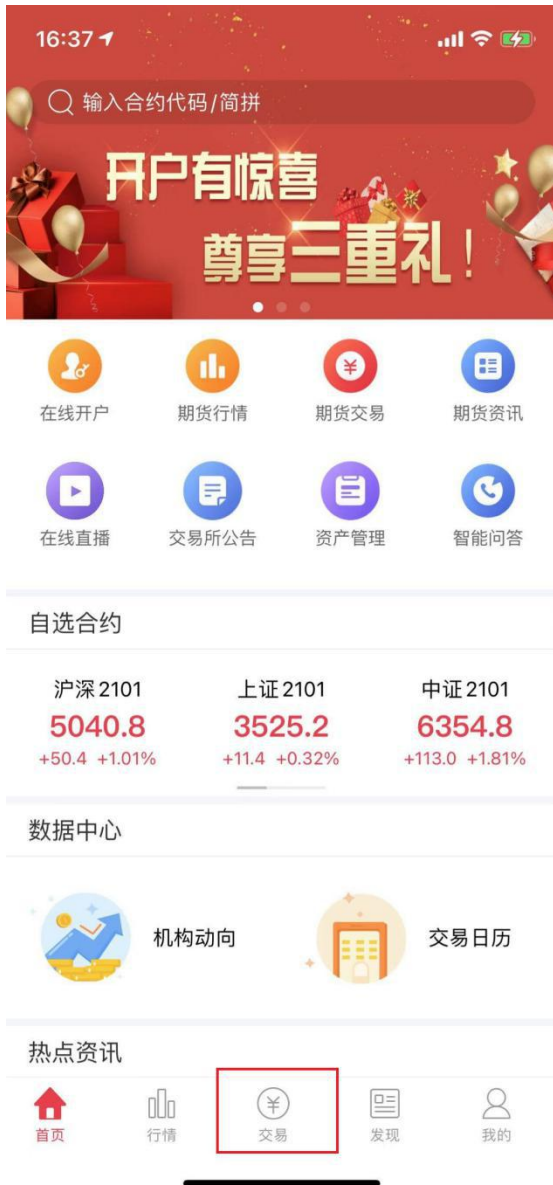 16:37
输入合约代码/简拼
开户有惊喜
尊享三重礼!
在线开户 期货行情 期货交易 期货资讯
在线直播 交易所公告 资产管理 智能问答
自选合约
沪深2101 上证2101 中证2101
5040.8 3525.2 6354.8
+50.4 +1.01% +11.4 +0.32% +113.0 +1.81%
数据中心
机构动向 交易日历
热点资讯
首页 行情 交易 发现 我的